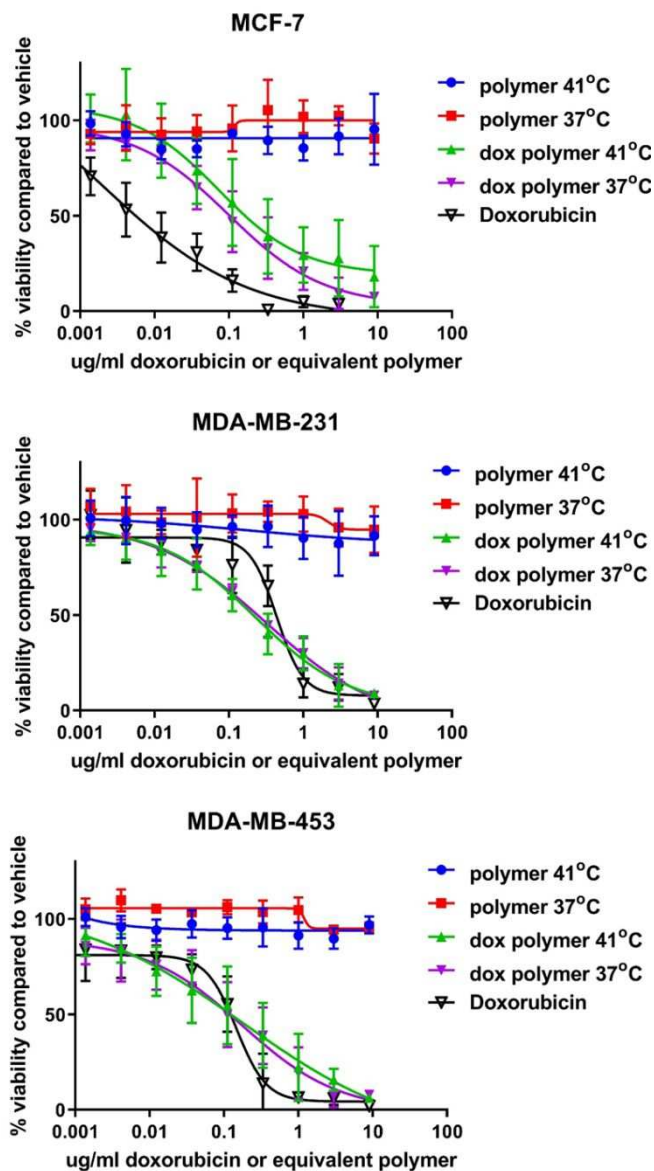 MCF-7
% viability compared to vehicle
100
50
0
0.001
0.01
0.1
1
10
100
ug/ml doxorubicin or equivalent polymer
polymer 41°C
polymer 37°C
dox polymer 41°C
dox polymer 37°C
Doxorubicin
MDA-MB-231
% viability compared to vehicle
100
50
0
0.001
0.01
0.1
1
10
100
ug/ml doxorubicin or equivalent polymer
polymer 41°C
polymer 37°C
dox polymer 41°C
dox polymer 37°C
Doxorubicin
MDA-MB-453
% viability compared to vehicle
100
50
0
0.001
0.01
0.1
1
10
100
ug/ml doxorubicin or equivalent polymer
polymer 41°C
polymer 37°C
dox polymer 41°C
dox polymer 37°C
Doxorubicin